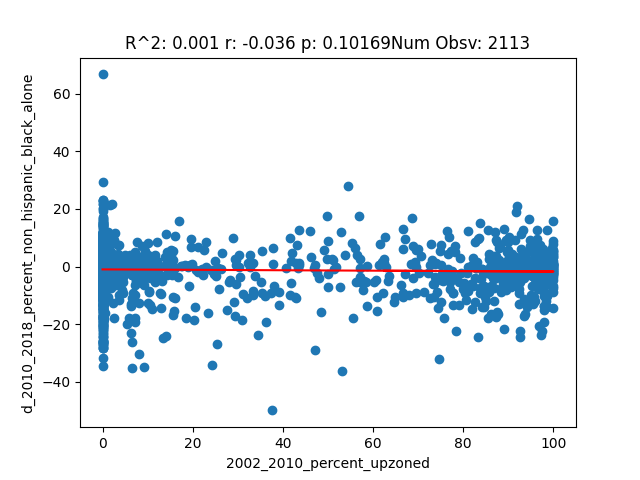 R^2: 0.001 r: -0.036 p: 0.10169Num Obsv: 2113
d_2010_2018_percent_non_hispanic_black_alone
60
40
20
0
−20
−40
0 20 40 60 80 100
2002_2010_percent_upzoned